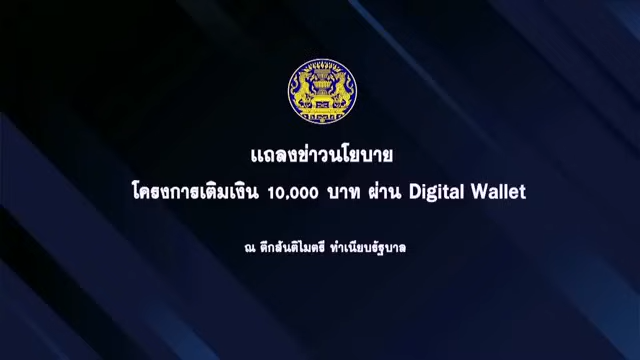 แถลงข่าวนโยบาย
โครงการเติมเงิน 10,000 บาท ผ่าน Digital Wallet
ณ ตึกสันติไมตรี ทำเนียบรัฐบาล